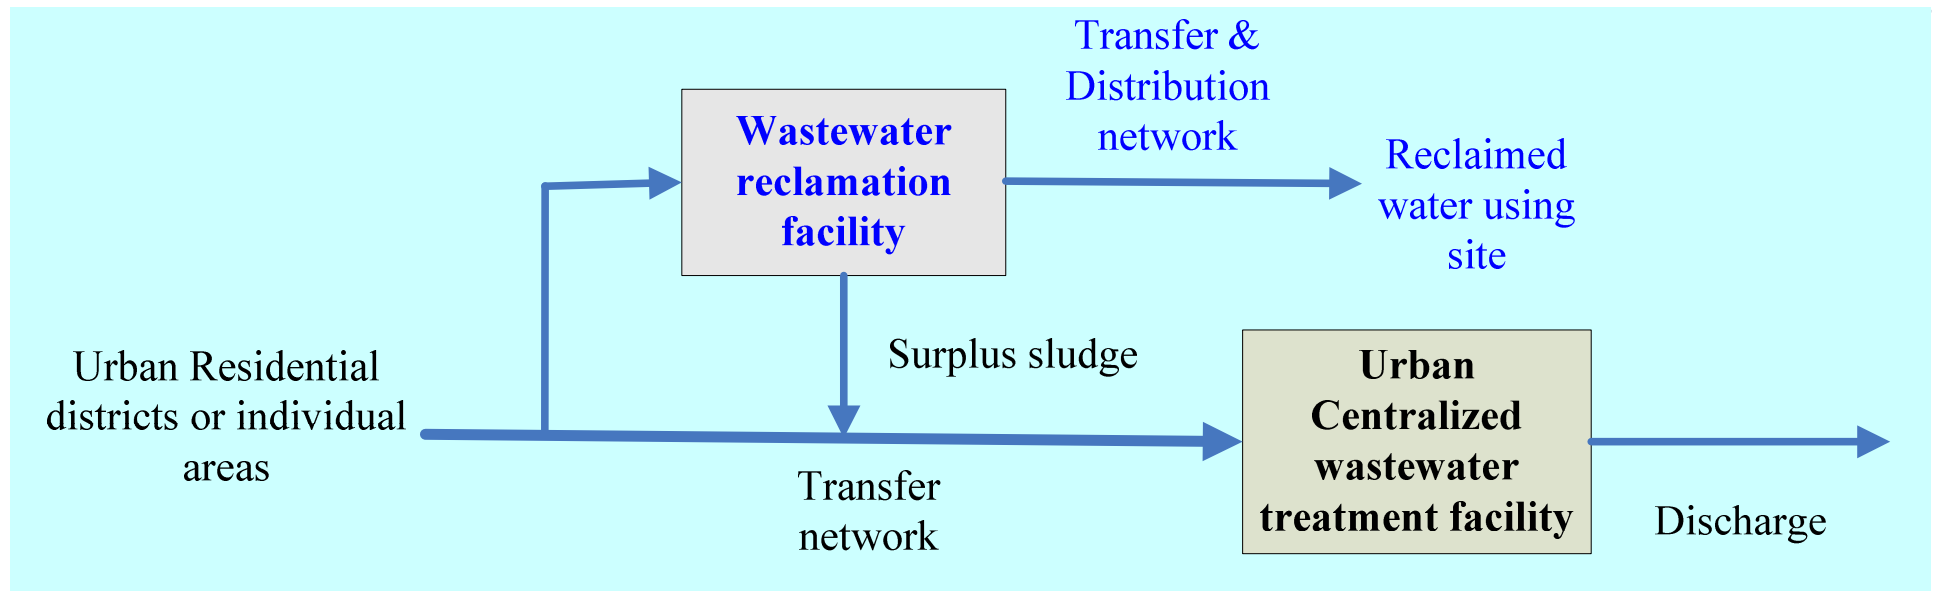 Transfer &
Distribution
network
Wastewater
reclamation
facility
Reclaimed
water using
site
Surplus sludge
Urban Residential
districts or individual
areas
Urban
Centralized
wastewater
treatment facility
Transfer
network
Discharge